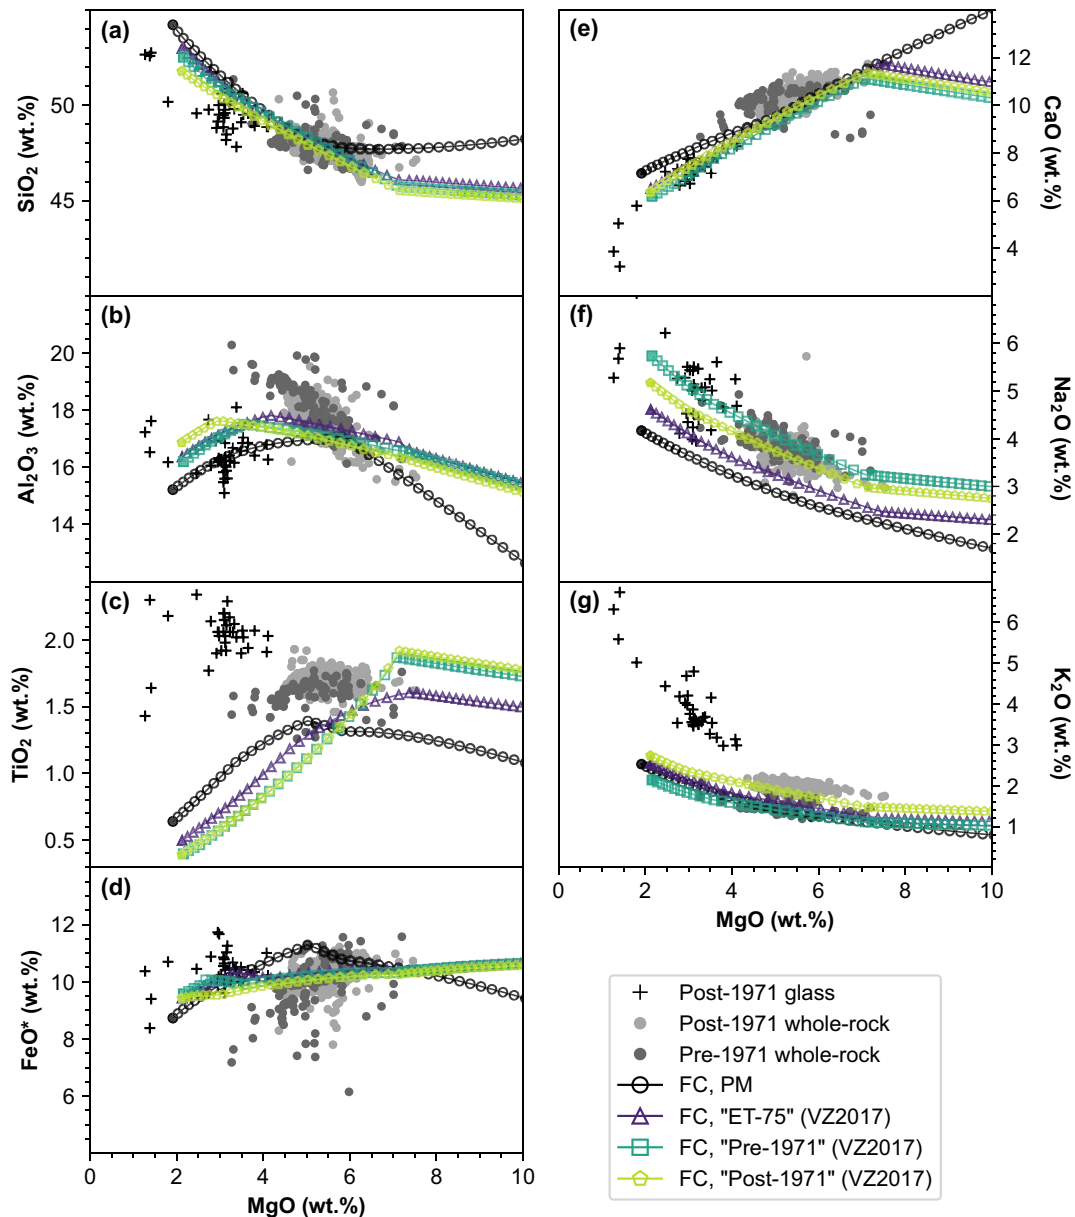 (a)
50
45
SiO2 (wt.%)
(b)
20
18
16
14
Al2O3 (wt.%)
(c)
2.0
1.5
1.0
0.5
TiO2 (wt.%)
(d)
12
10
8
6
FeO* (wt.%)
0 2 4 6 8 10
MgO (wt.%)
(e)
12
10
8
6
4
CaO (wt.%)
(f)
6
5
4
3
2
Na2O (wt.%)
(g)
6
5
4
3
2
1
K2O (wt.%)
0 2 4 6 8 10
MgO (wt.%)
Post-1971 glass
Post-1971 whole-rock
Pre-1971 whole-rock
FC, PM
FC, "ET-75" (VZ2017)
FC, "Pre-1971" (VZ2017)
FC, "Post-1971" (VZ2017)